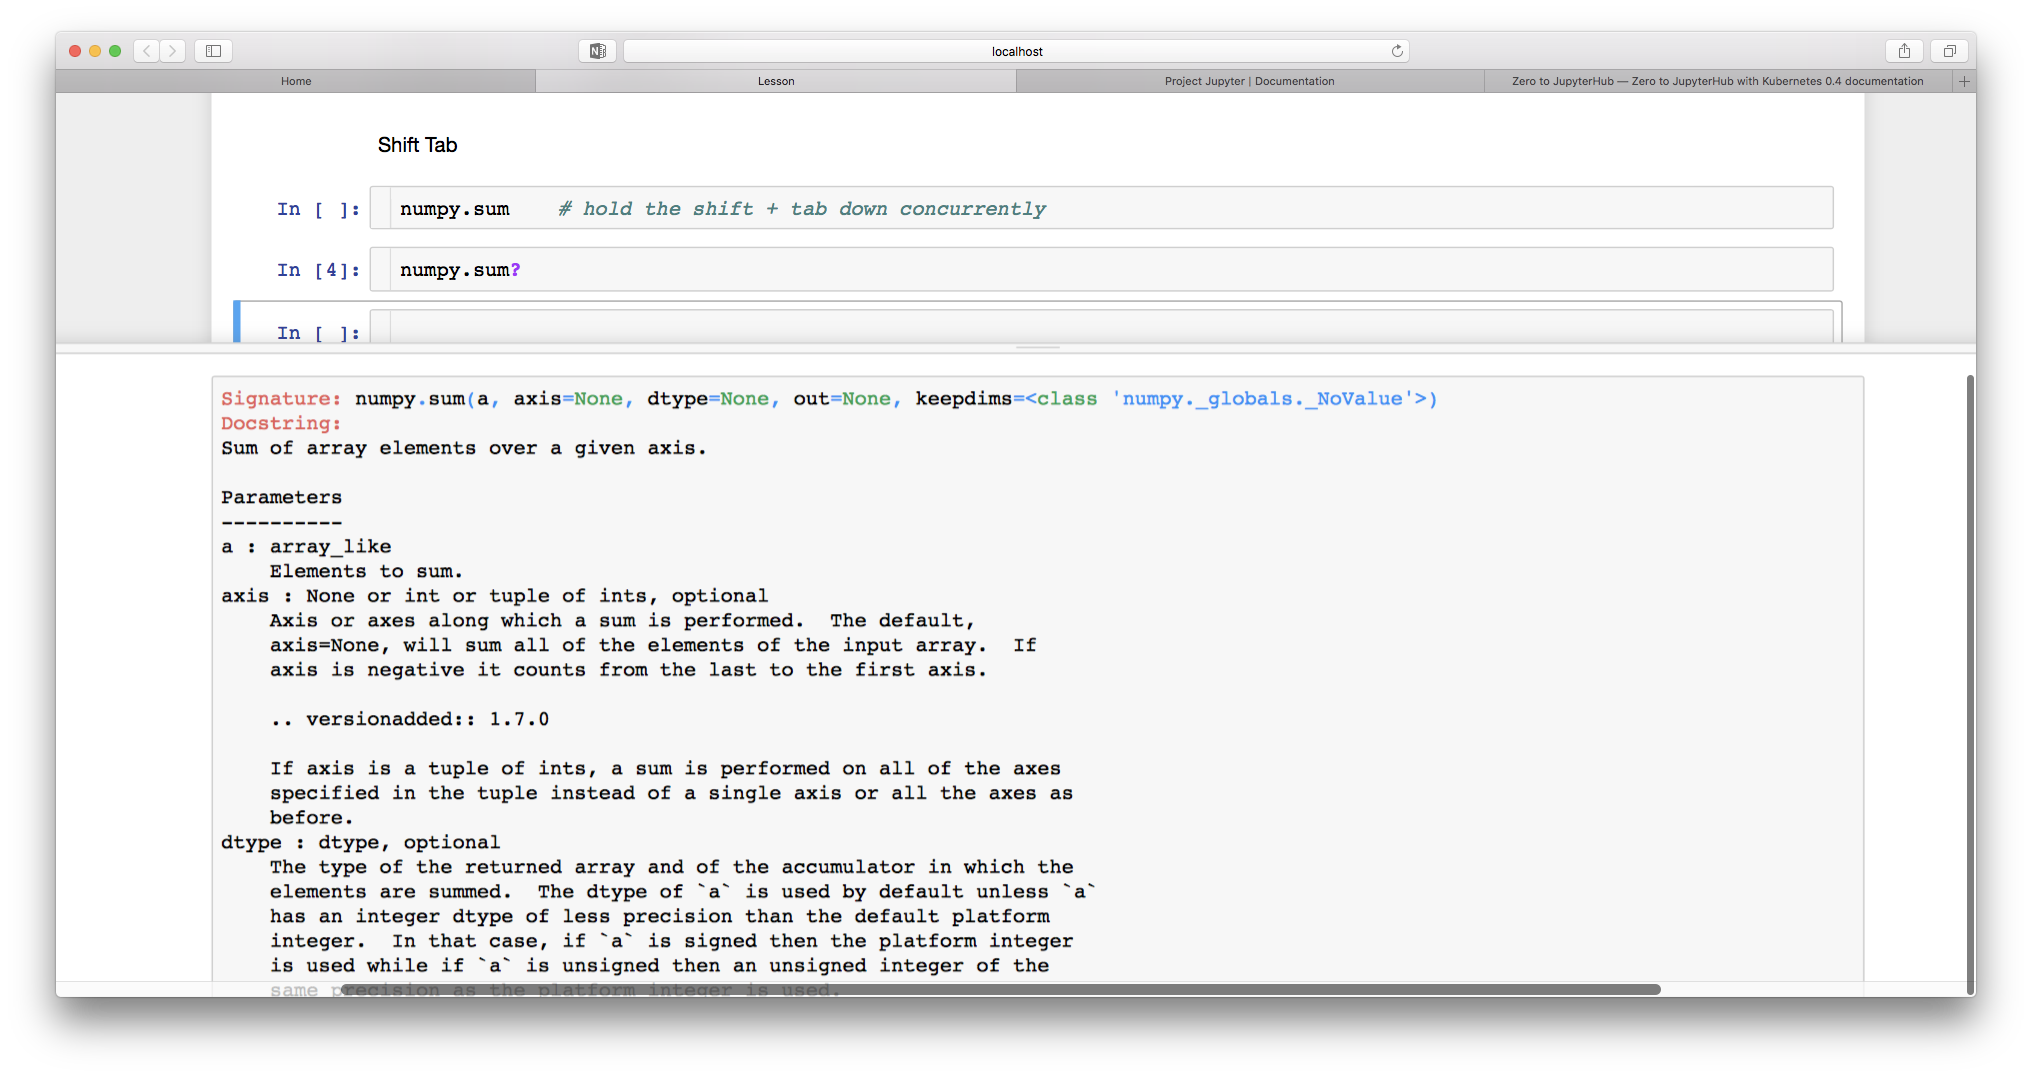 localhost
Home
Lesson
Project Jupyter | Documentation
Zero to JupyterHub — Zero to JupyterHub with Kubernetes 0.4 documentation
Shift Tab
In [ ]: numpy.sum    # hold the shift + tab down concurrently
In [4]: numpy.sum?
In [ ]:
Signature: numpy.sum(a, axis=None, dtype=None, out=None, keepdims=<class 'numpy._globals._NoValue'>)
Docstring:
Sum of array elements over a given axis.
Parameters
----------
a : array_like
    Elements to sum.
axis : None or int or tuple of ints, optional
    Axis or axes along which a sum is performed.  The default,
    axis=None, will sum all of the elements of the input array.  If
    axis is negative it counts from the last to the first axis.
    .. versionadded:: 1.7.0
    If axis is a tuple of ints, a sum is performed on all of the axes
    specified in the tuple instead of a single axis or all the axes as
    before.
dtype : dtype, optional
    The type of the returned array and of the accumulator in which the
    elements are summed.  The dtype of `a` is used by default unless `a`
    has an integer dtype of less precision than the default platform
    integer.  In that case, if `a` is signed then the platform integer
    is used while if `a` is unsigned then an unsigned integer of the
    same precision as the platform integer is used.